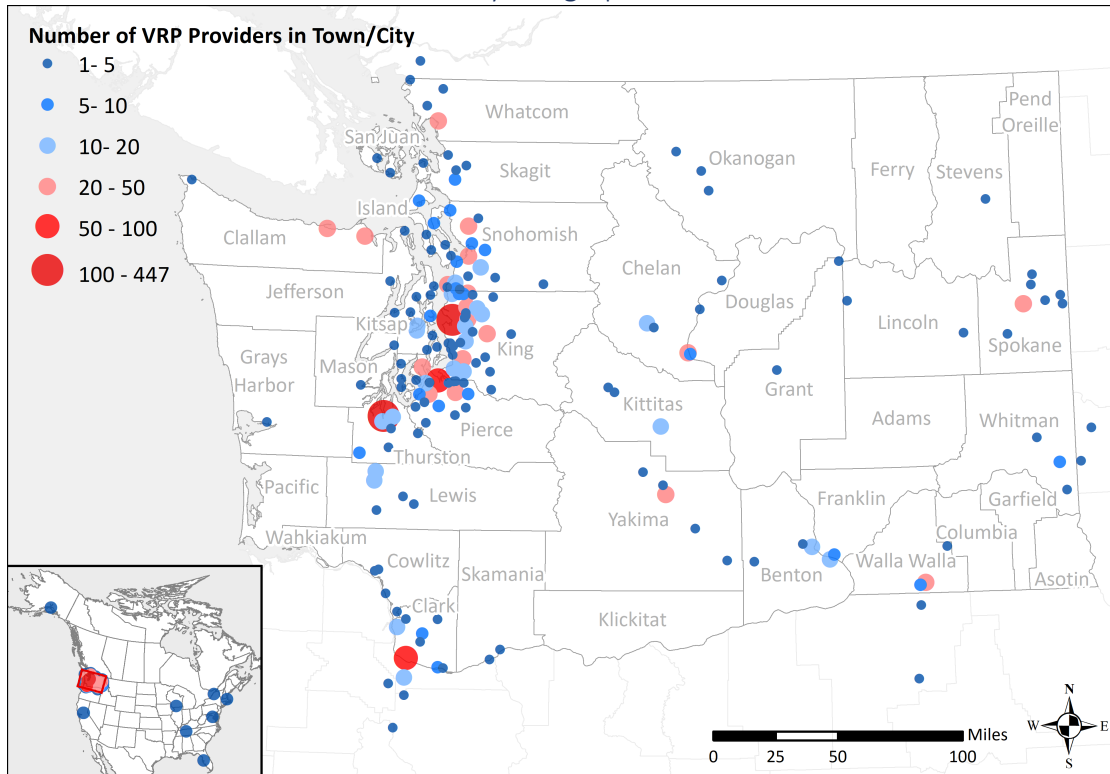 Number of VRP Providers in Town/City
1- 5
5- 10
10- 20
20 - 50
50 - 100
100 - 447
Whatcom
San Juan
Skagit
Okanogan
Ferry
Stevens
Pend
Oreille
Island
Clallam
Snohomish
Chelan
Douglas
Jefferson
Kitsap
King
Lincoln
Spokane
Grays
Harbor
Mason
Grant
Kittitas
Adams
Whitman
Pierce
Thurston
Pacific
Lewis
Yakima
Franklin
Garfield
Columbia
Wahkiakum
Cowlitz
Skamania
Benton
Walla Walla
Asotin
Clark
Klickitat
N
W
E
S
Miles
0
25
50
100